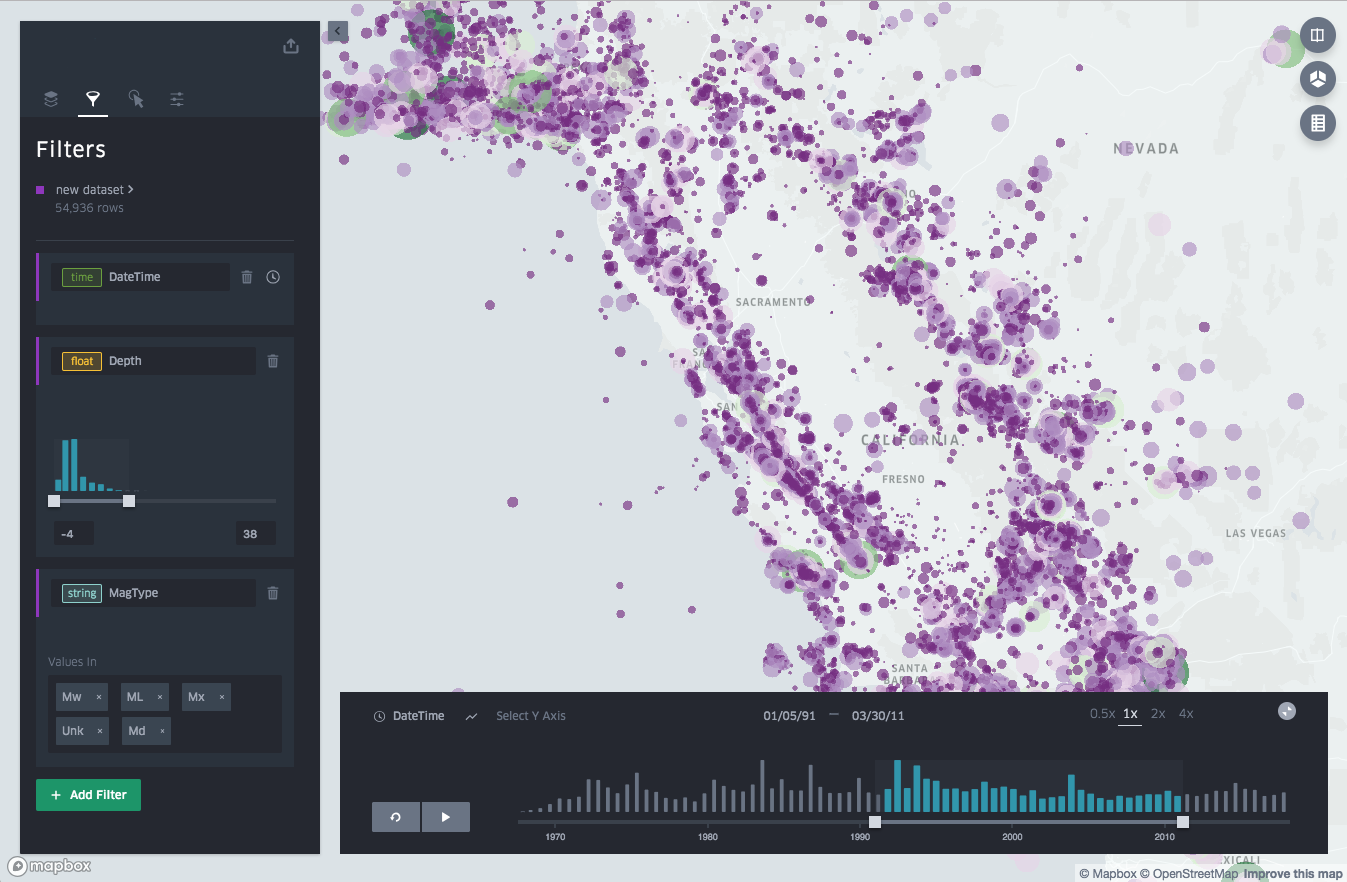 Filters
new dataset
54,936 rows
time DateTime
float Depth
-4 38
string MagType
Values In
Mw × ML × Mx ×
Unk × Md ×
+ Add Filter
mapbox
NEVADA
SACRAMENTO
SAN
SAN
CALIFORNIA
FRESNO
LAS VEGAS
SANTA
DateTime Select Y Axis 01/05/91 — 03/30/11 0.5x 1x 2x 4x
1970 1980 1990 2000 2010
XICALI
© Mapbox © OpenStreetMap Improve this map